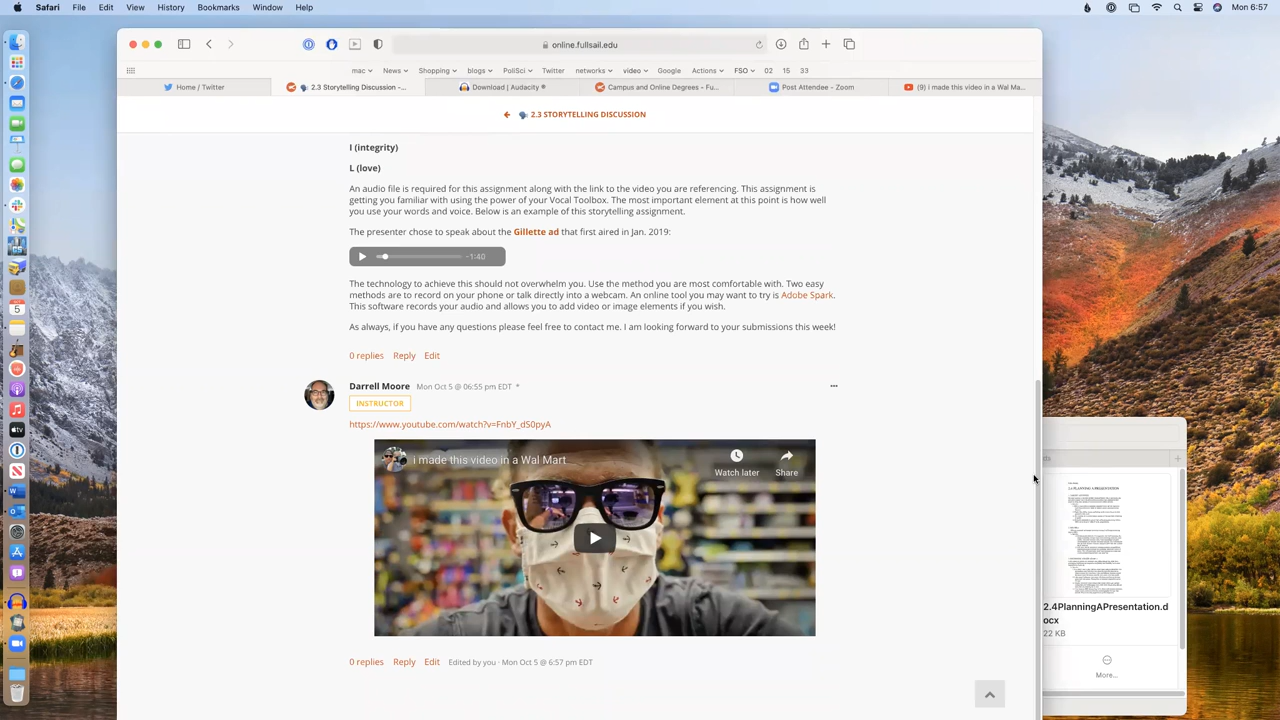 Safari File Edit View History Bookmarks Window Help
Mon 6:57
online.fullsail.edu
mac News Shopping blogs PoliSci Twitter networks video Google Actions FSO 02 15 33
Home / Twitter
2.3 Storytelling Discussion -...
Download | Audacity ®
Campus and Online Degrees – Fu...
Post Attendee - Zoom
(9) i made this video in a Wal Ma...
2.3 STORYTELLING DISCUSSION
I (integrity)
L (love)
An audio file is required for this assignment along with the link to the video you are referencing. This assignment is
getting you familiar with using the power of your Vocal Toolbox. The most important element at this point is how well
you use your words and voice. Below is an example of this storytelling assignment.
The presenter chose to speak about the Gillette ad that first aired in Jan. 2019:
-1:40
The technology to achieve this should not overwhelm you. Use the method you are most comfortable with. Two easy
methods are to record on your phone or talk directly into a webcam. An online tool you may want to try is Adobe Spark.
This software records your audio and allows you to add video or image elements if you wish.
As always, if you have any questions please feel free to contact me. I am looking forward to your submissions this week!
0 replies Reply Edit
Darrell Moore Mon Oct 5 @ 06:55 pm EDT *
INSTRUCTOR
https://www.youtube.com/watch?v=FnbY_dS0pyA
i made this video in a Wal Mart
Watch later
Share
0 replies Reply Edit Edited by you · Mon Oct 5 @ 6:57 pm EDT
2.4 PLANNING A PRESENTATION
2.4PlanningAPresentation.d
ocx
22 KB
More...